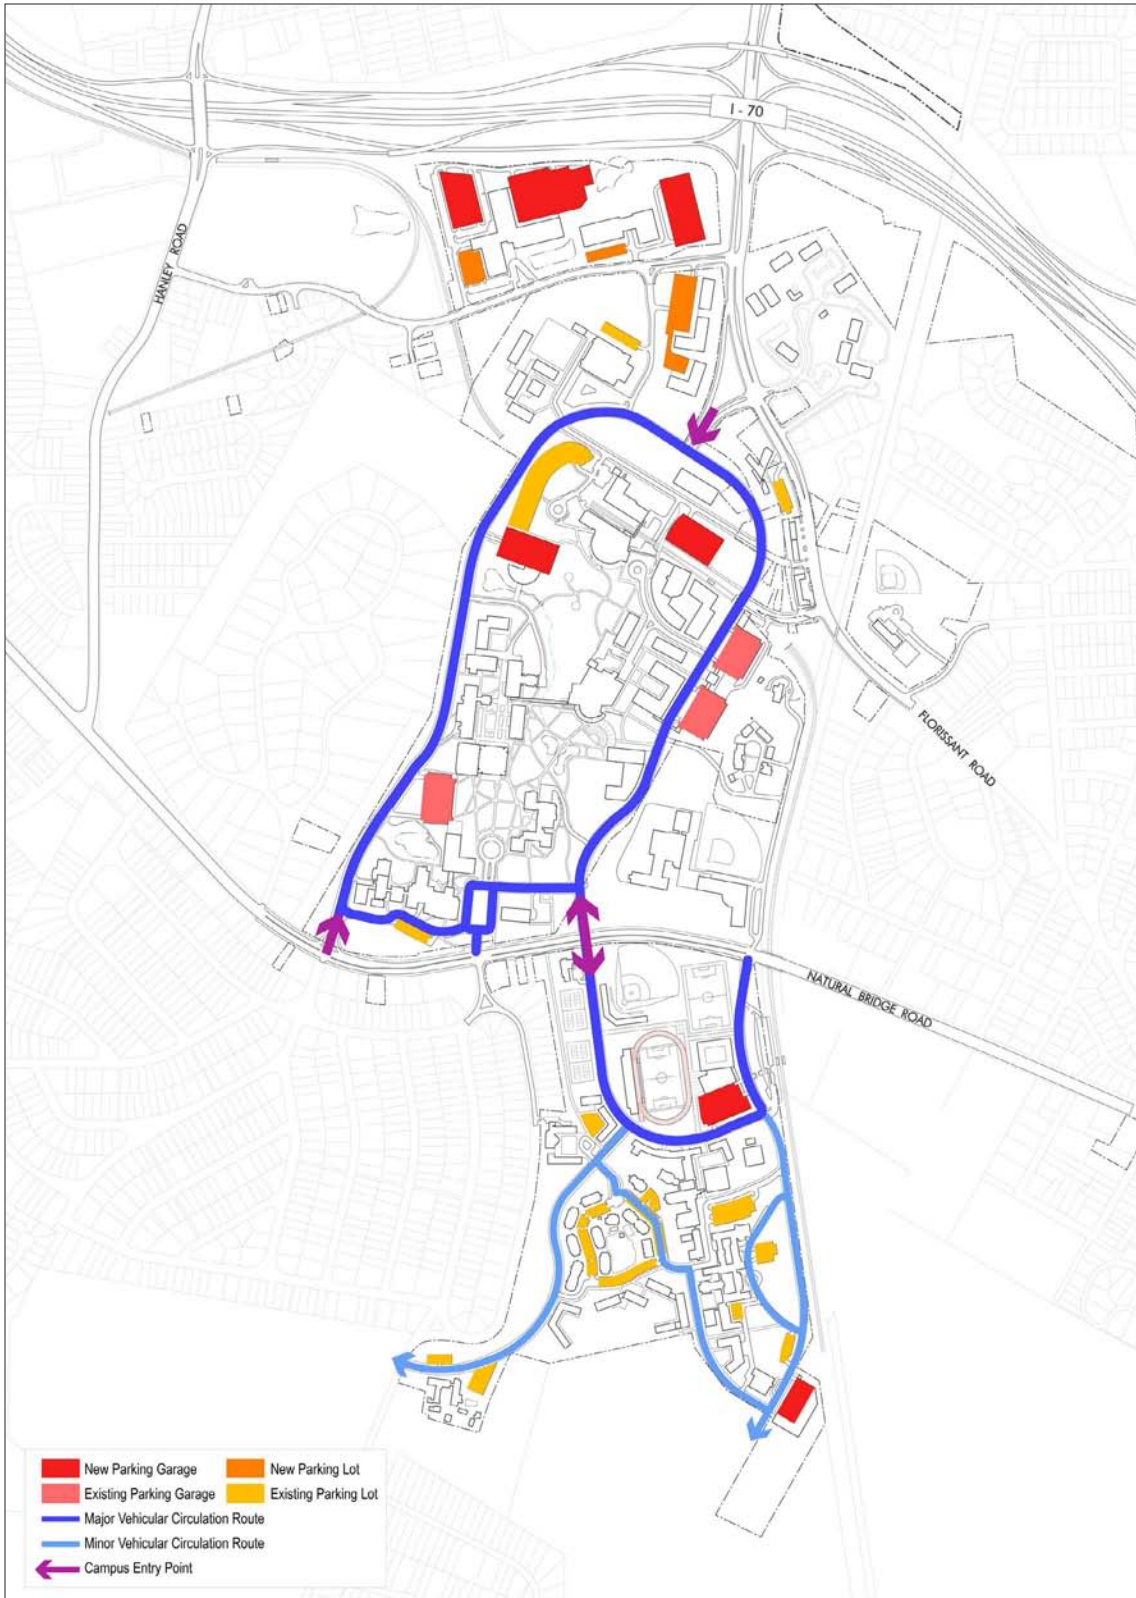 I - 70
HANLEY ROAD
FLORISSANT ROAD
NATURAL BRIDGE ROAD
New Parking Garage
New Parking Lot
Existing Parking Garage
Existing Parking Lot
Major Vehicular Circulation Route
Minor Vehicular Circulation Route
Campus Entry Point